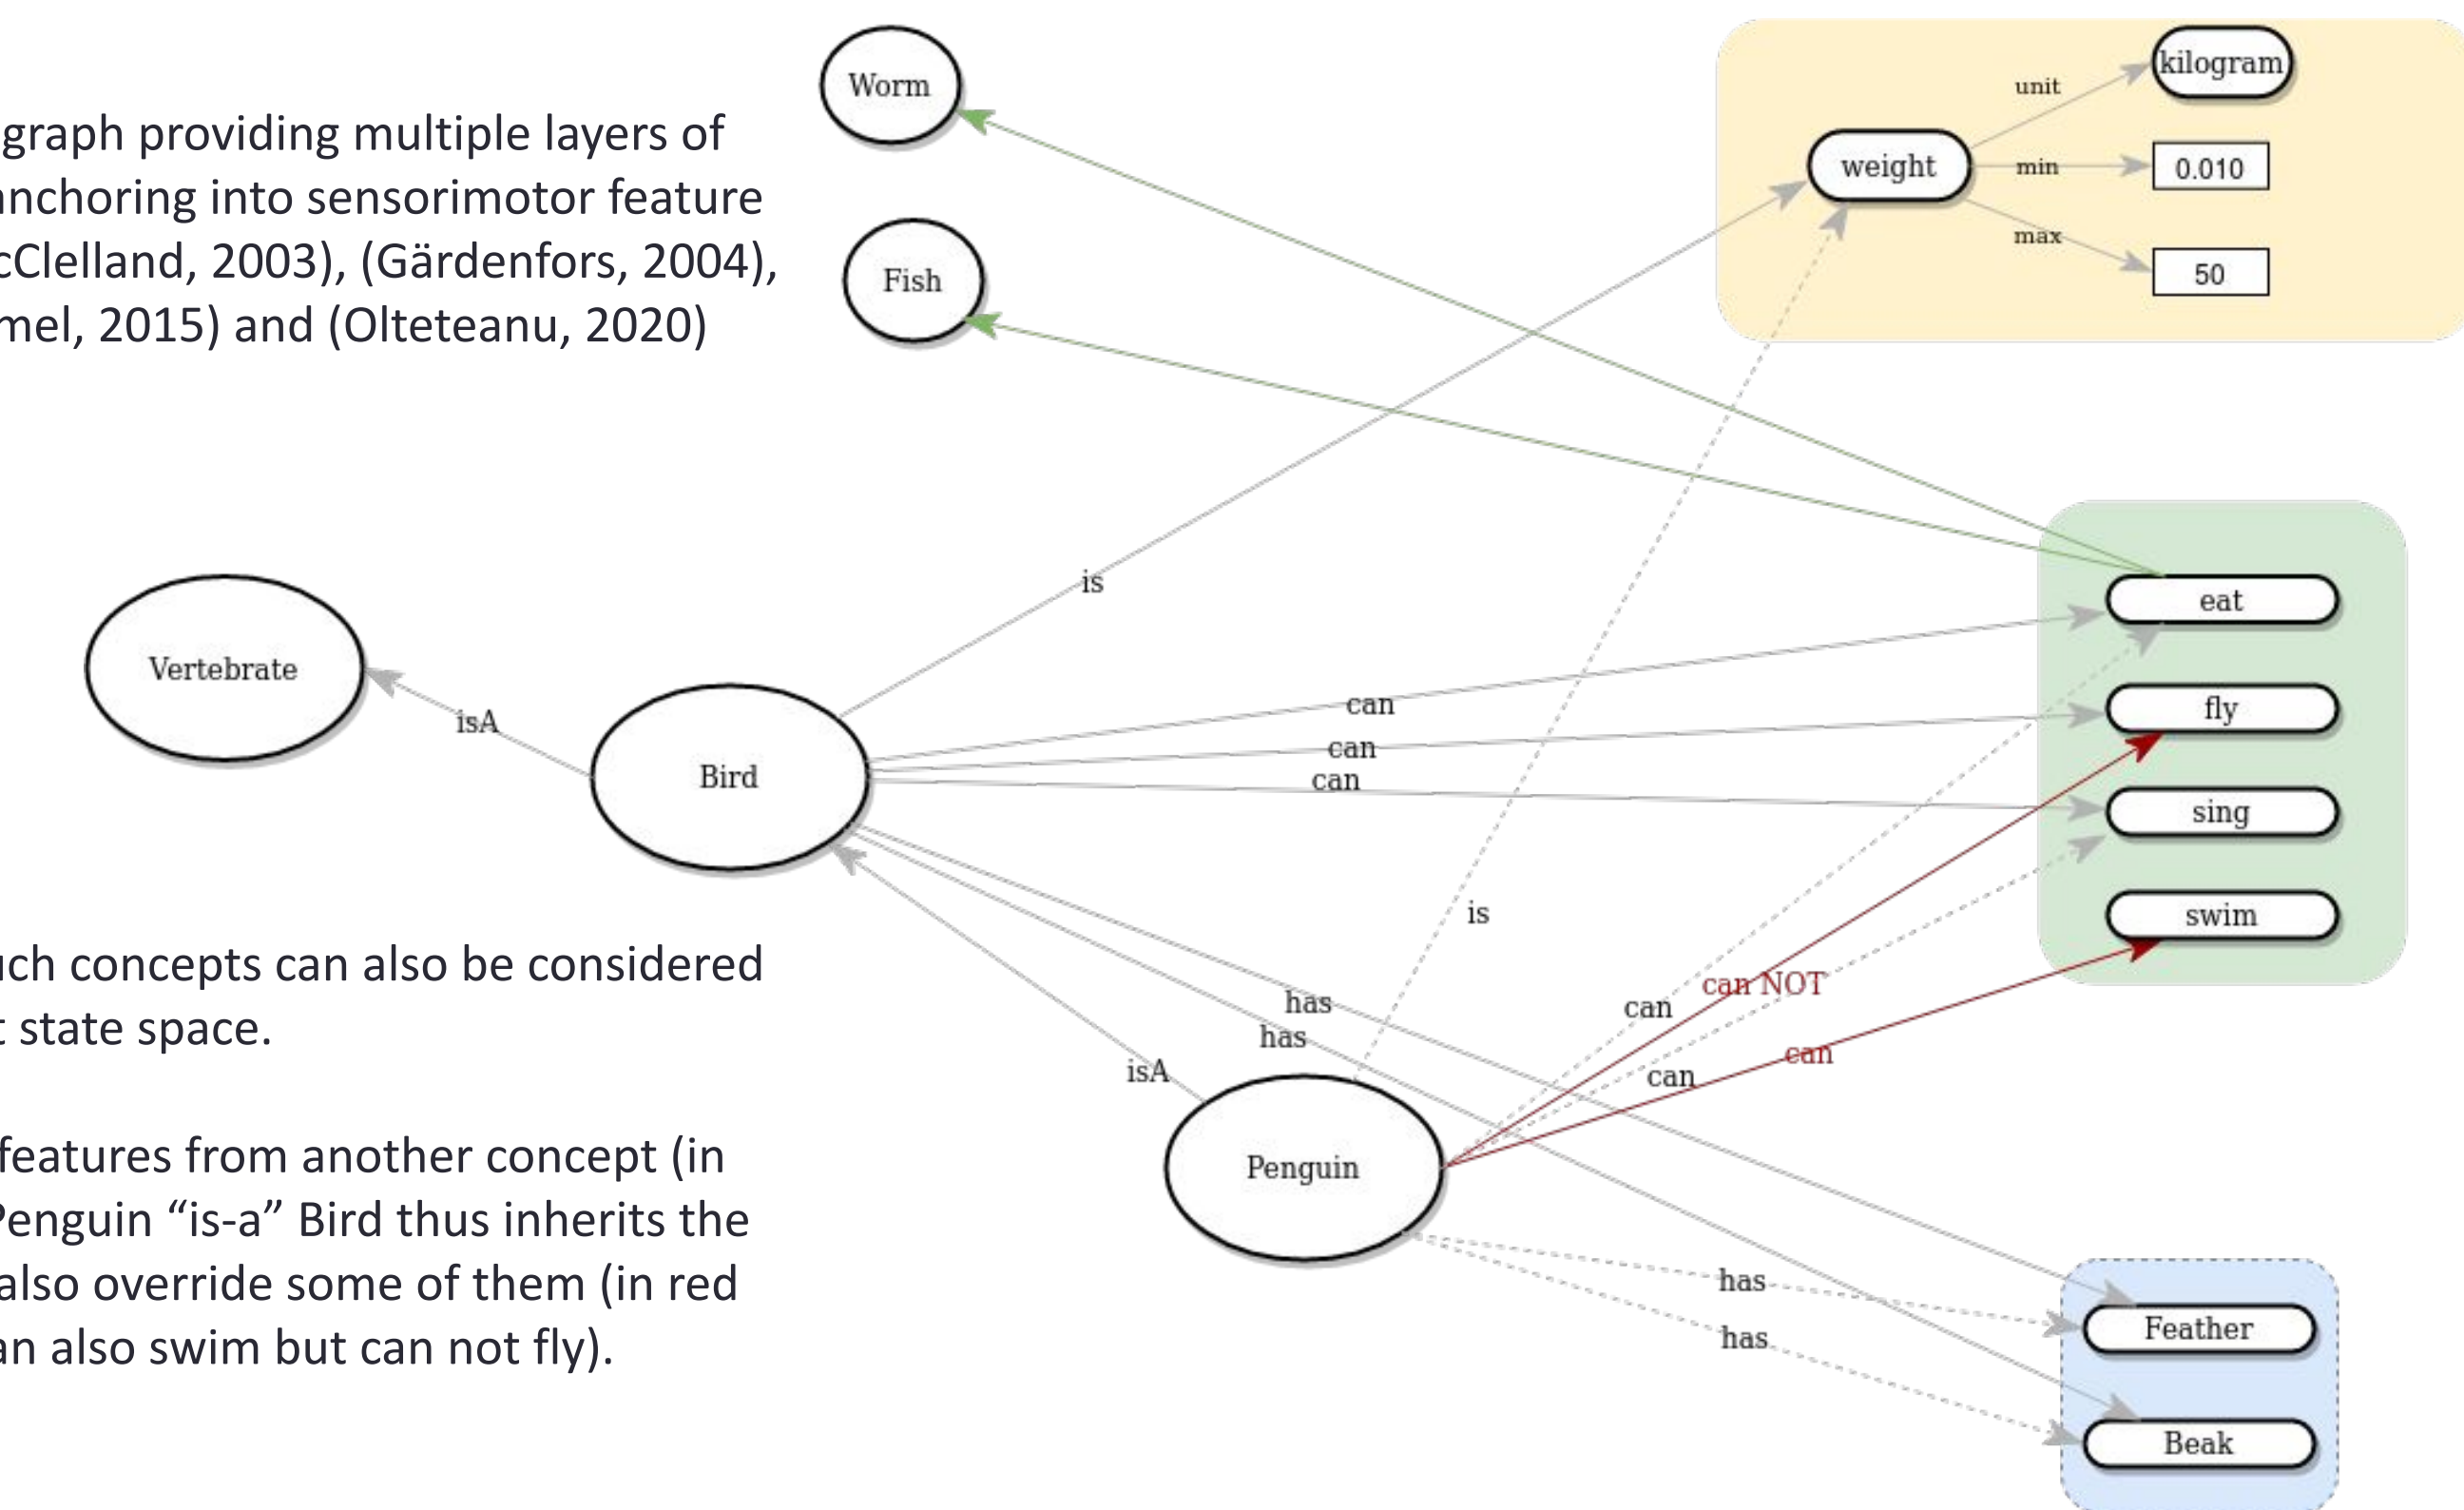 graph providing multiple layers of
anchoring into sensorimotor feature
cClelland, 2003), (Gärdenfors, 2004),
mel, 2015) and (Olteteanu, 2020)
Worm
Fish
kilogram
unit
weight
min
0.010
max
50
is
Vertebrate
isA
Bird
can
can
can
eat
fly
sing
swim
is
can
can NOT
can
can
has
has
isA
Penguin
has
has
Feather
Beak
uch concepts can also be considered
t state space.
features from another concept (in
Penguin “is-a” Bird thus inherits the
also override some of them (in red
an also swim but can not fly).